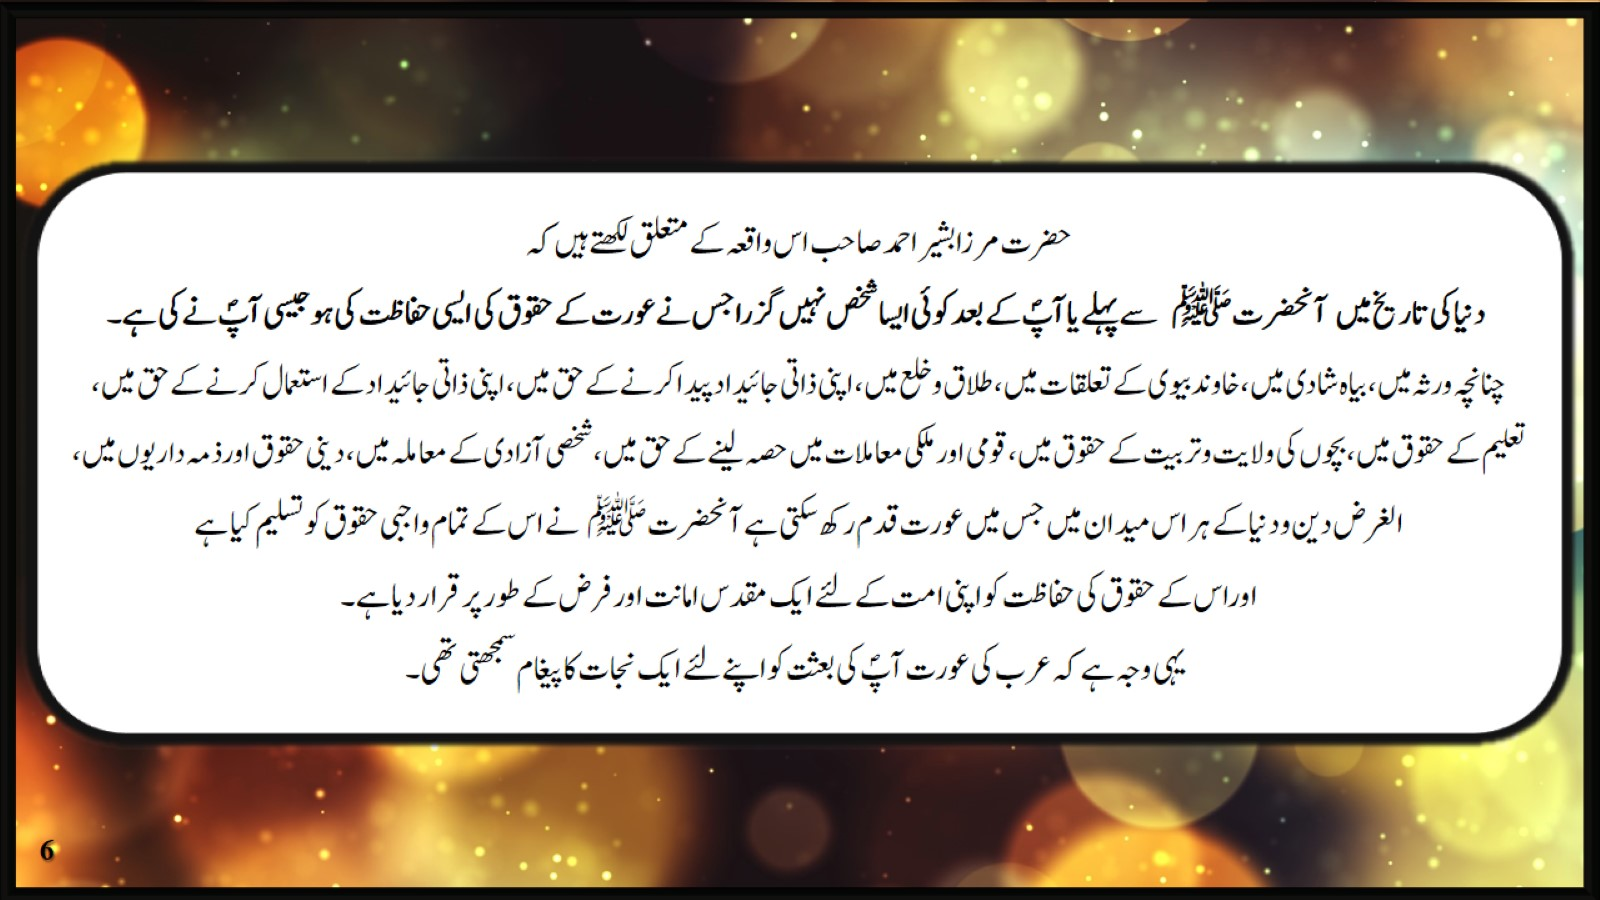 حضرت مرزا بشیر احمد صاحب اس واقعہ کے متعلق لکھتے ہیں کہ
دنیا کی تاریخ میں آنحضرت ﷺ سے پہلے یا آپؐ کے بعد کوئی ایسا شخص نہیں گزرا جس نے عورت کے حقوق کی ایسی حفاظت کی ہو جیسی آپؐ نے کی ہے۔
چنانچہ ورثہ میں، بیاہ شادی میں، خاوند بیوی کے تعلقات میں، طلاق و خلع میں، اپنی ذاتی جائیداد پیدا کرنے کے حق میں، اپنی ذاتی جائیداد کے استعمال کرنے کے حق میں،
تعلیم کے حقوق میں، بچوں کی ولایت و تربیت کے حقوق میں، قومی اور ملکی معاملات میں حصہ لینے کے حق میں، شخصی آزادی کے معاملہ میں، دینی حقوق اور ذمہ داریوں میں،
الغرض دین و دنیا کے ہر اس میدان میں جس میں عورت قدم رکھ سکتی ہے آنحضرت ﷺ نے اس کے تمام واجبی حقوق کو تسلیم کیا ہے
اور اس کے حقوق کی حفاظت کو اپنی امت کے لئے ایک مقدس امانت اور فرض کے طور پر قرار دیا ہے۔
یہی وجہ ہے کہ عرب کی عورت آپؐ کی بعثت کو اپنے لئے ایک نجات کا پیغام سمجھتی تھی۔
6